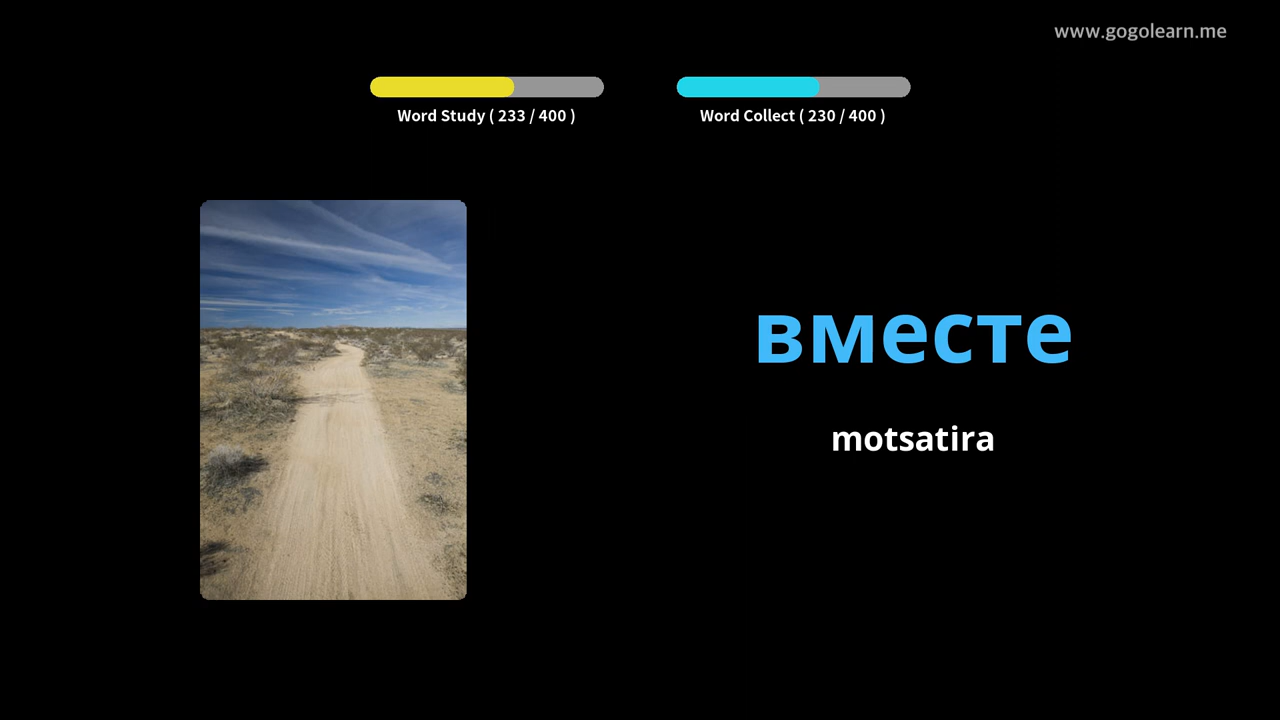 www.gogolearn.me
Word Study ( 233 / 400 )
Word Collect ( 230 / 400 )
вместе
motsatira